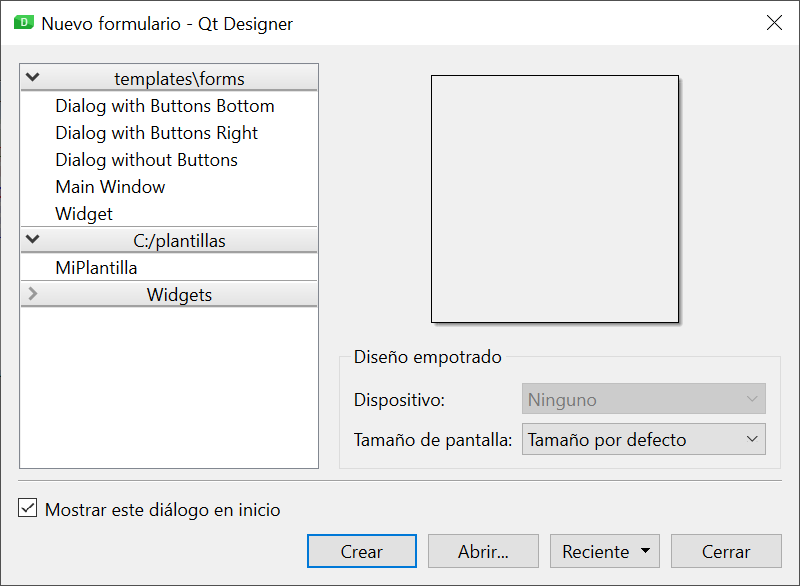 Nuevo formulario - Qt Designer
templates\forms
Dialog with Buttons Bottom
Dialog with Buttons Right
Dialog without Buttons
Main Window
Widget
C:/plantillas
MiPlantilla
Widgets
Diseño empotrado
Dispositivo: Ninguno
Tamaño de pantalla: Tamaño por defecto
Mostrar este diálogo en inicio
Crear Abrir... Reciente Cerrar